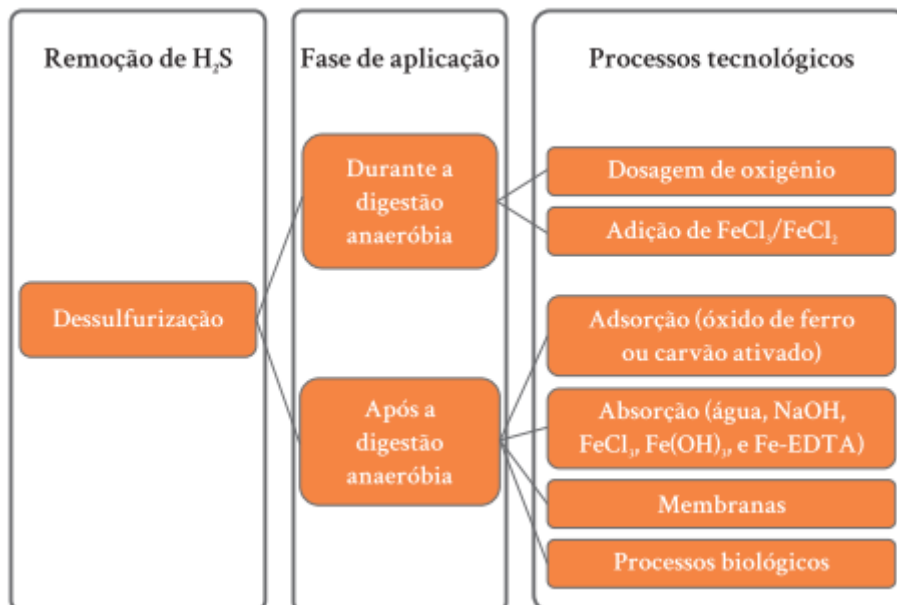 Remoção de H₂S
Fase de aplicação
Processos tecnológicos
Dessulfurização
Durante a
digestão
anaeróbia
Dosagem de oxigênio
Adição de FeCl₃/FeCl₂
Após a
digestão
anaeróbia
Adsorção (óxido de ferro
ou carvão ativado)
Absorção (água, NaOH,
FeCl₃, Fe(OH)₃, e Fe-EDTA)
Membranas
Processos biológicos